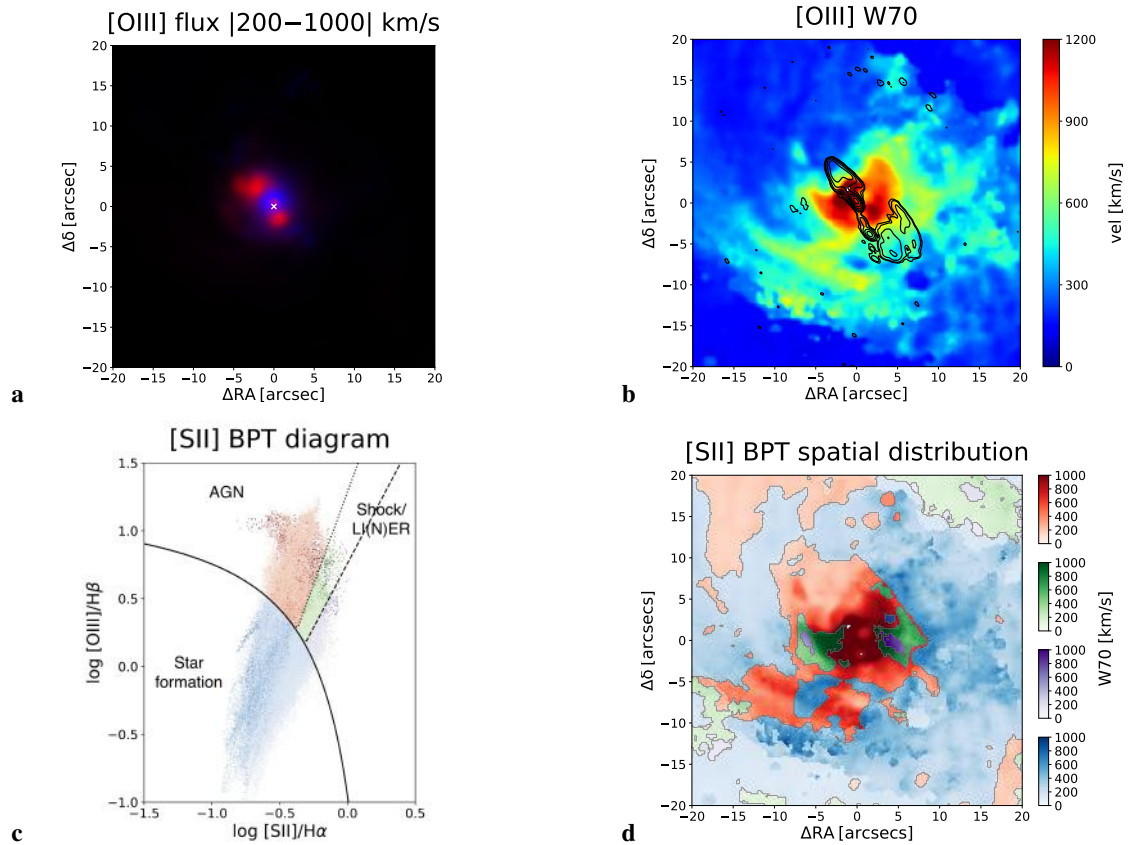 [OIII] flux |200−1000| km/s
20
15
10
5
0
−5
−10
−15
20
−20 −15 −10 −5 0 5 10 15 20
Δδ [arcsec]
ΔRA [arcsec]
a
[OIII] W70
20
15
10
5
0
−5
−10
−15
−20
−20 −15 −10 −5 0 5 10 15 20
Δδ [arcsec]
ΔRA [arcsec]
1200
900
600
300
0
vel [km/s]
b
[SII] BPT diagram
1.5
1.0
0.5
0.0
−0.5
−1.0
−1.5 −1.0 −0.5 0.0 0.5
log [OIII]/Hβ
log [SII]/Hα
AGN
Shock/
LI(N)ER
Star
formation
c
[SII] BPT spatial distribution
20
15
10
5
0
−5
−10
−15
−20
−20 −15 −10 −5 0 5 10 15 20
Δδ [arcsecs]
ΔRA [arcsecs]
1000
800
600
400
200
0
1000
800
600
400
200
0
1000
800
600
400
200
0
1000
800
600
400
200
0
W70 [km/s]
d